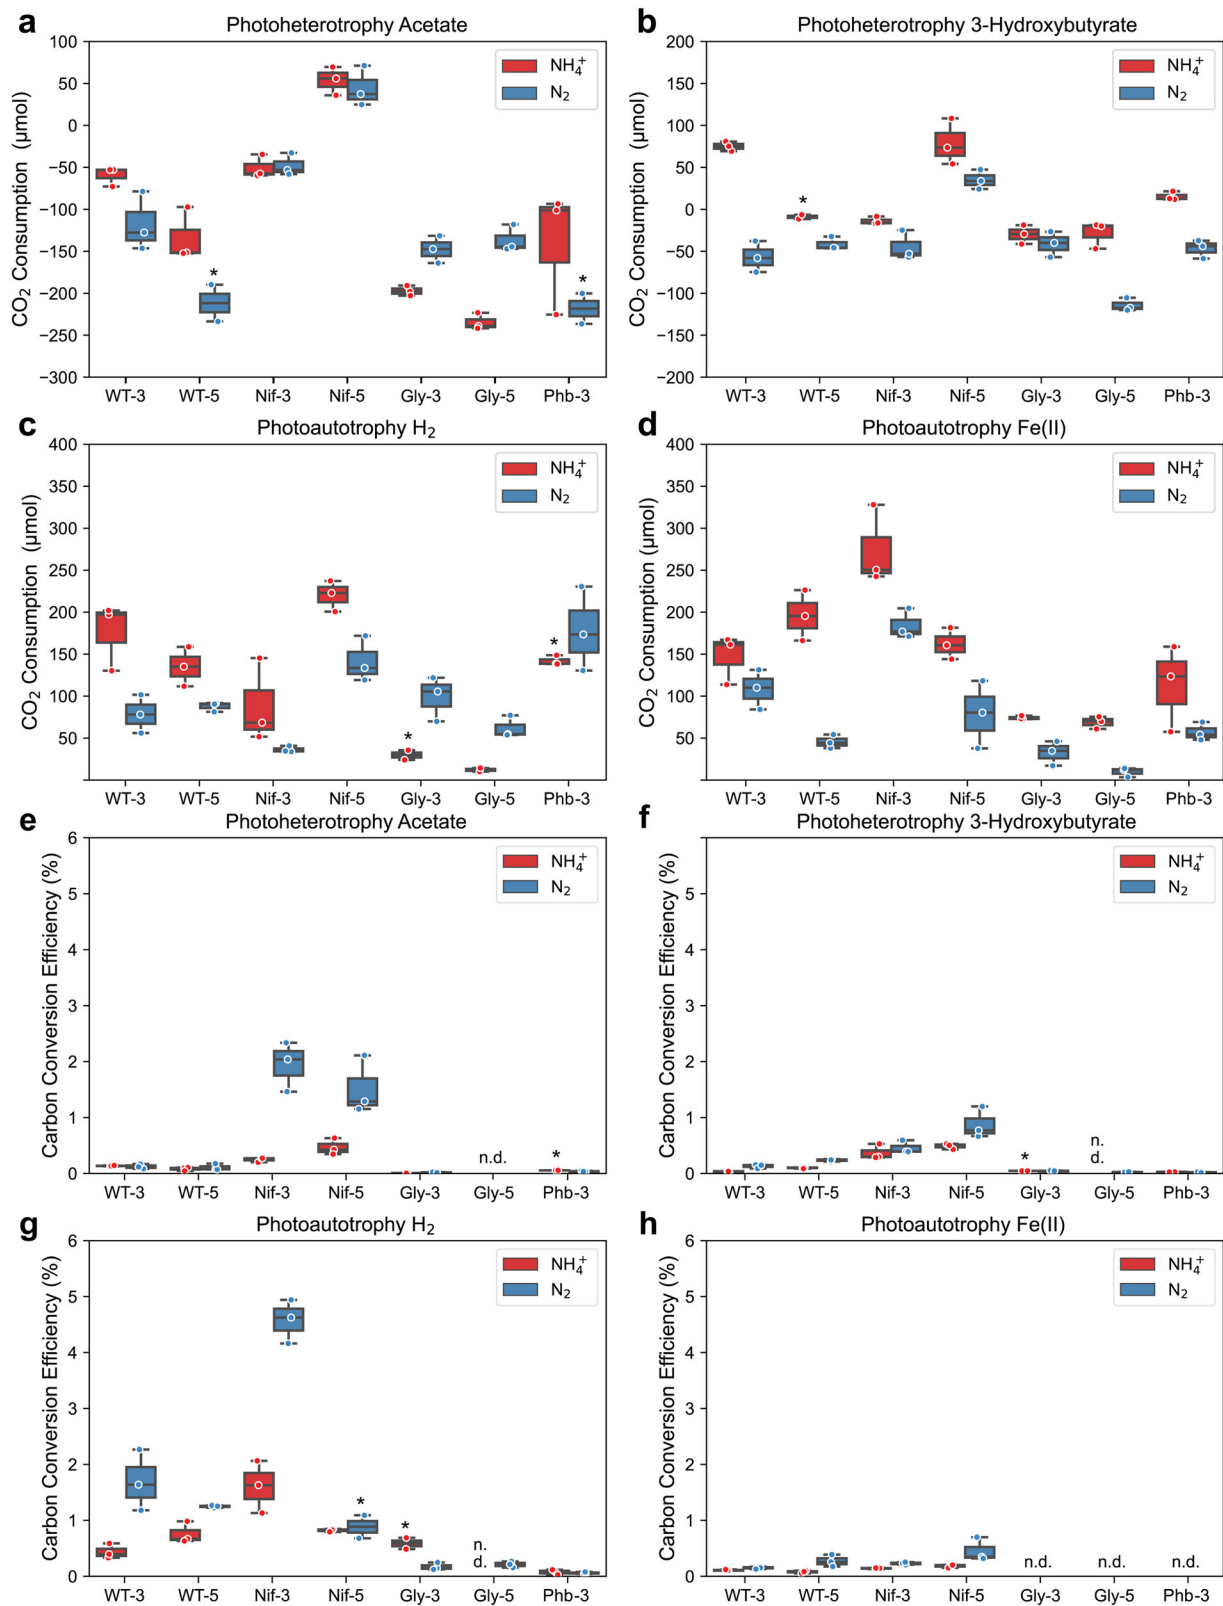 a
Photoheterotrophy Acetate
CO2 Consumption (μmol)
100
50
0
−50
−100
−150
−200
−250
−300
NH4+
N2
*
*
WT-3 WT-5 Nif-3 Nif-5 Gly-3 Gly-5 Phb-3
b
Photoheterotrophy 3-Hydroxybutyrate
CO2 Consumption (μmol)
200
150
100
50
0
−50
−100
−150
−200
NH4+
N2
*
WT-3 WT-5 Nif-3 Nif-5 Gly-3 Gly-5 Phb-3
c
Photoautotrophy H2
CO2 Consumption (μmol)
400
350
300
250
200
150
100
50
NH4+
N2
*
*
WT-3 WT-5 Nif-3 Nif-5 Gly-3 Gly-5 Phb-3
d
Photoautotrophy Fe(II)
CO2 Consumption (μmol)
400
350
300
250
200
150
100
50
NH4+
N2
WT-3 WT-5 Nif-3 Nif-5 Gly-3 Gly-5 Phb-3
e
Photoheterotrophy Acetate
Carbon Conversion Efficiency (%)
6
5
4
3
2
1
0
NH4+
N2
n.d.
*
WT-3 WT-5 Nif-3 Nif-5 Gly-3 Gly-5 Phb-3
f
Photoheterotrophy 3-Hydroxybutyrate
Carbon Conversion Efficiency (%)
6
5
4
3
2
1
0
NH4+
N2
*
n.
d.
WT-3 WT-5 Nif-3 Nif-5 Gly-3 Gly-5 Phb-3
g
Photoautotrophy H2
Carbon Conversion Efficiency (%)
6
5
4
3
2
1
0
NH4+
N2
*
*
n.
d.
WT-3 WT-5 Nif-3 Nif-5 Gly-3 Gly-5 Phb-3
h
Photoautotrophy Fe(II)
Carbon Conversion Efficiency (%)
6
5
4
3
2
1
0
NH4+
N2
n.d. n.d. n.d.
WT-3 WT-5 Nif-3 Nif-5 Gly-3 Gly-5 Phb-3